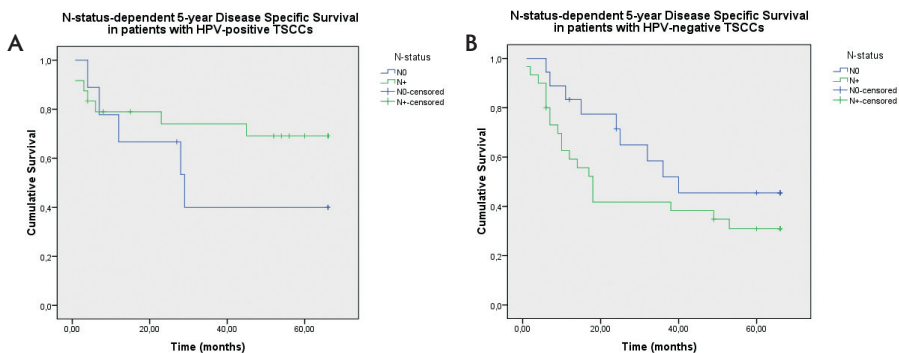 A
N-status-dependent 5-year Disease Specific Survival
in patients with HPV-positive TSCCs
N-status
N0
N+
N0-censored
N+-censored
Cumulative Survival
1,0
0,8
0,6
0,4
0,2
0,0
0,00
20,00
40,00
60,00
Time (months)
B
N-status-dependent 5-year Disease Specific Survival
in patients with HPV-negative TSCCs
N-status
N0
N+
N0-censored
N+-censored
Cumulative Survival
1,0
0,8
0,6
0,4
0,2
0,0
0,00
20,00
40,00
60,00
Time (months)